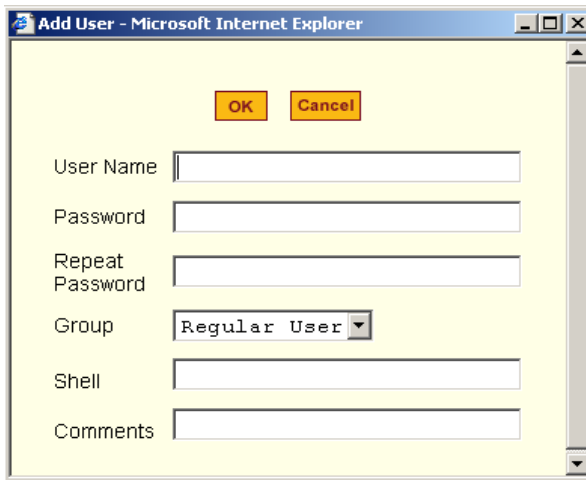 Add User - Microsoft Internet Explorer
OK Cancel
User Name
Password
Repeat
Password
Group Regular User
Shell
Comments